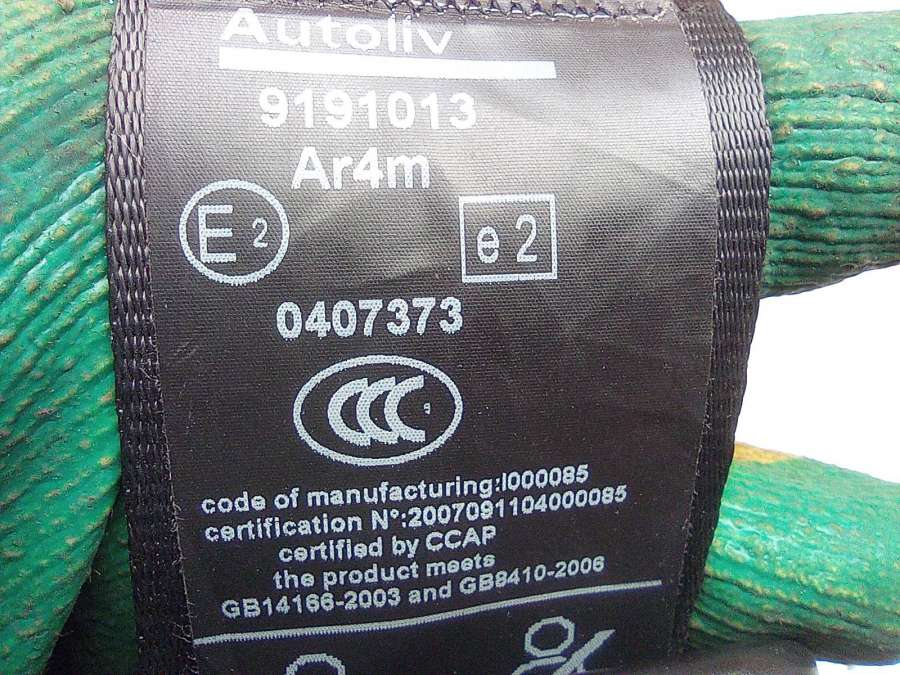 Autoliv
9191013
Ar4m
E 2
e 2
0407373
CCC
code of manufacturing:I000085
certification N°:2007091104000085
certified by CCAP
the product meets
GB14166-2003 and GB8410-2006